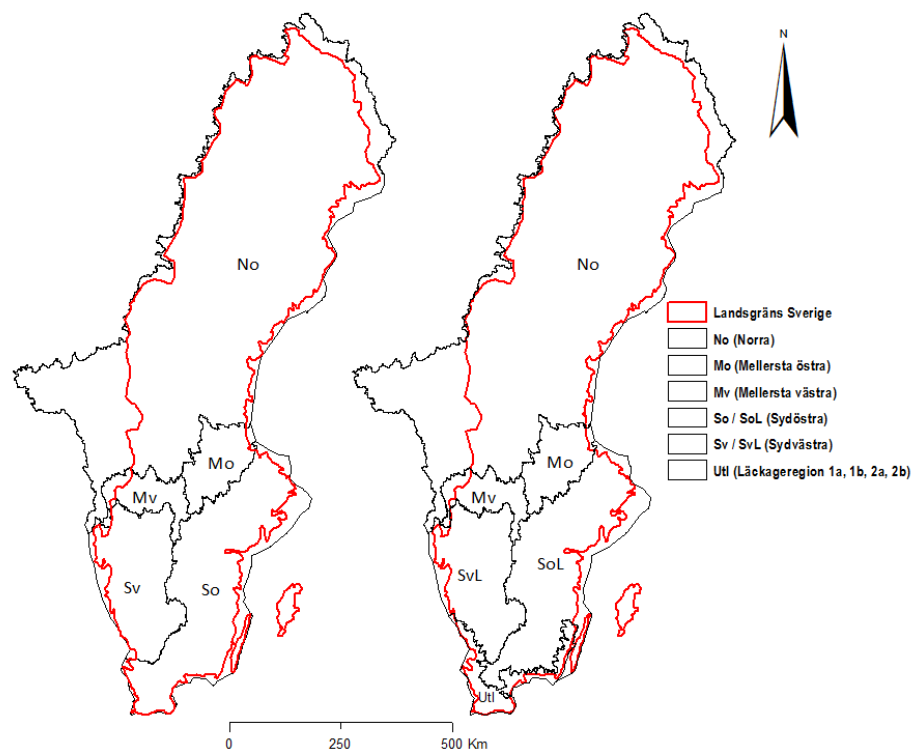 N
No
Mo
Mv
Sv
So
No
Mo
Mv
SvL
SoL
Utl
Landsgräns Sverige
No (Norra)
Mo (Mellersta östra)
Mv (Mellersta västra)
So / SoL (Sydöstra)
Sv / SvL (Sydvästra)
Utl (Läckageregion 1a, 1b, 2a, 2b)
0 250 500 Km